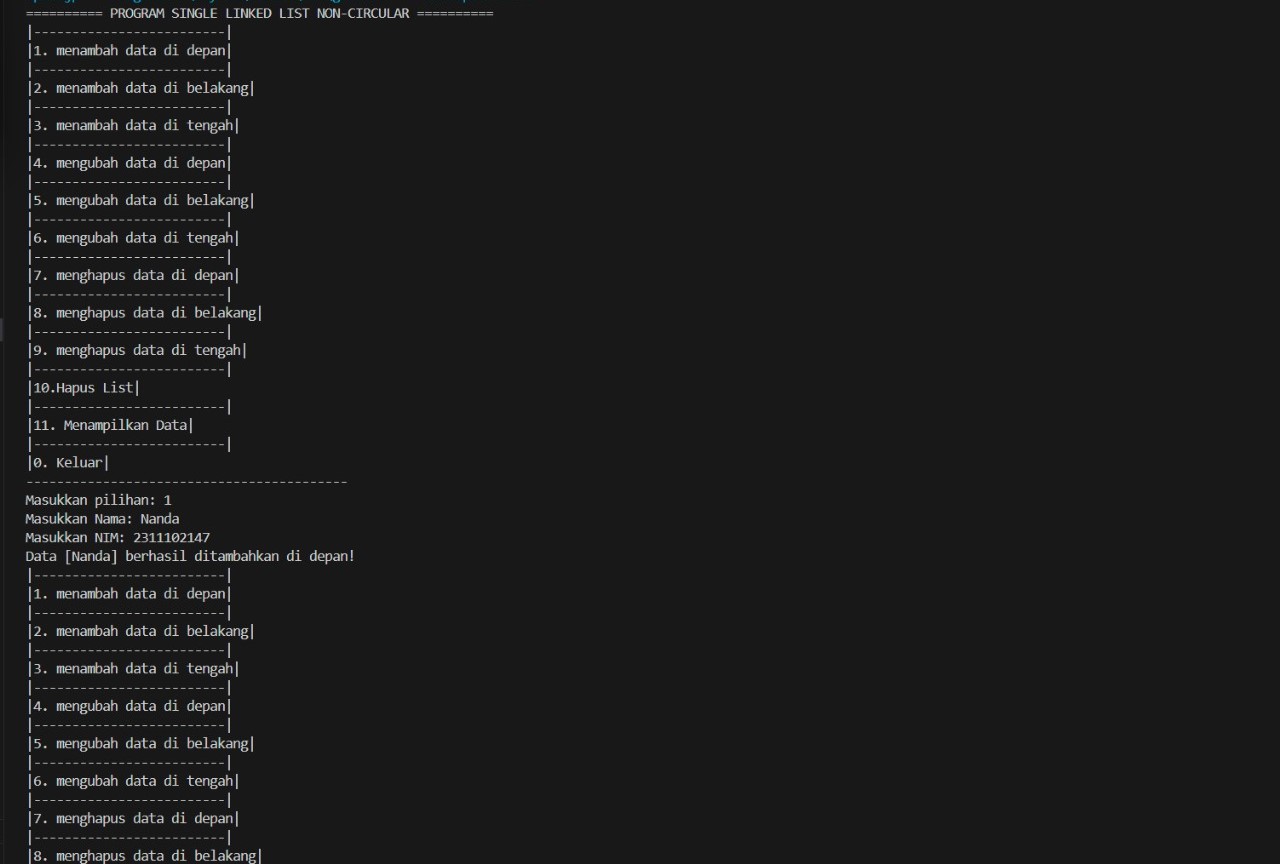 ========== PROGRAM SINGLE LINKED LIST NON-CIRCULAR ==========
|-------------------------|
|1. menambah data di depan|
|-------------------------|
|2. menambah data di belakang|
|-------------------------|
|3. menambah data di tengah|
|-------------------------|
|4. mengubah data di depan|
|-------------------------|
|5. mengubah data di belakang|
|-------------------------|
|6. mengubah data di tengah|
|-------------------------|
|7. menghapus data di depan|
|-------------------------|
|8. menghapus data di belakang|
|-------------------------|
|9. menghapus data di tengah|
|-------------------------|
|10.Hapus List|
|-------------------------|
|11. Menampilkan Data|
|-------------------------|
|0. Keluar|
------------------------------------------
Masukkan pilihan: 1
Masukkan Nama: Nanda
Masukkan NIM: 2311102147
Data [Nanda] berhasil ditambahkan di depan!
|-------------------------|
|1. menambah data di depan|
|-------------------------|
|2. menambah data di belakang|
|-------------------------|
|3. menambah data di tengah|
|-------------------------|
|4. mengubah data di depan|
|-------------------------|
|5. mengubah data di belakang|
|-------------------------|
|6. mengubah data di tengah|
|-------------------------|
|7. menghapus data di depan|
|-------------------------|
|8. menghapus data di belakang|